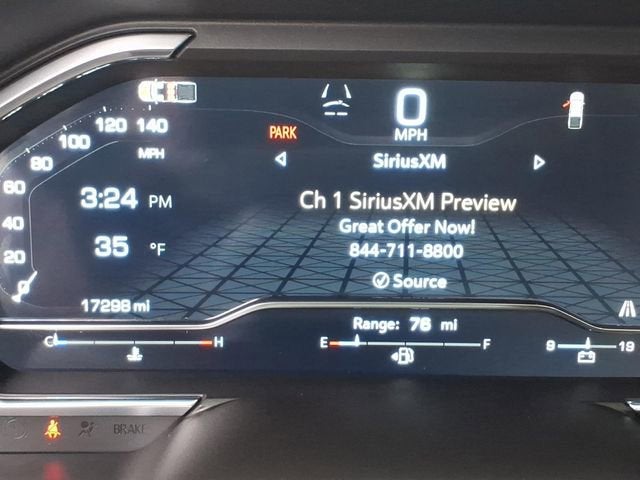 120 140
100
80
60
40
20
0
MPH
PARK
0
MPH
SiriusXM
3:24 PM
35 °F
17298 mi
Ch 1 SiriusXM Preview
Great Offer Now!
844-711-8800
Source
Range: 76 mi
C H
E F
9 19
BRAKE